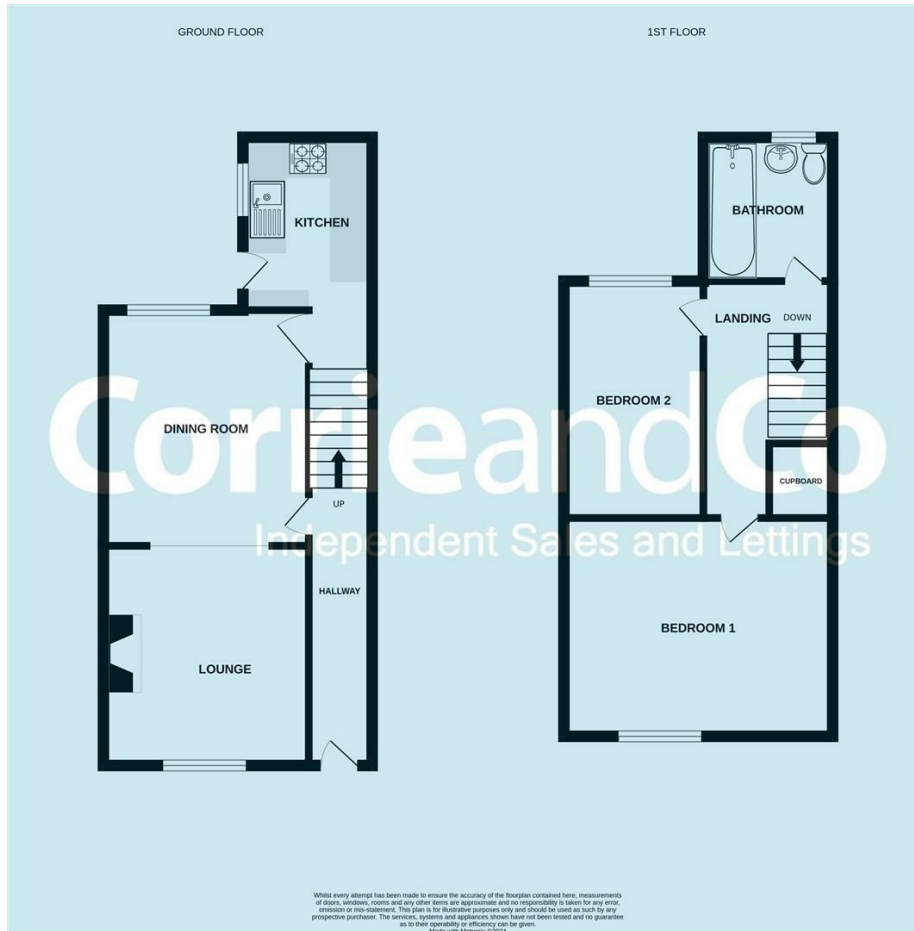 GROUND FLOOR
1ST FLOOR
KITCHEN
DINING ROOM
UP
HALLWAY
LOUNGE
BATHROOM
LANDING
DOWN
BEDROOM 2
CUPBOARD
BEDROOM 1
CorrieandCo
Independent Sales and Lettings
Whilst every attempt has been made to ensure the accuracy of the floorplan contained here, measurements
of doors, windows, rooms and any other items are approximate and no responsibility is taken for any error,
omission or mis-statement. This plan is for illustrative purposes only and should be used as such by any
prospective purchaser. The services, systems and appliances shown have not been tested and no guarantee
as to their operability or efficiency can be given.
Made with Metropix ©2024